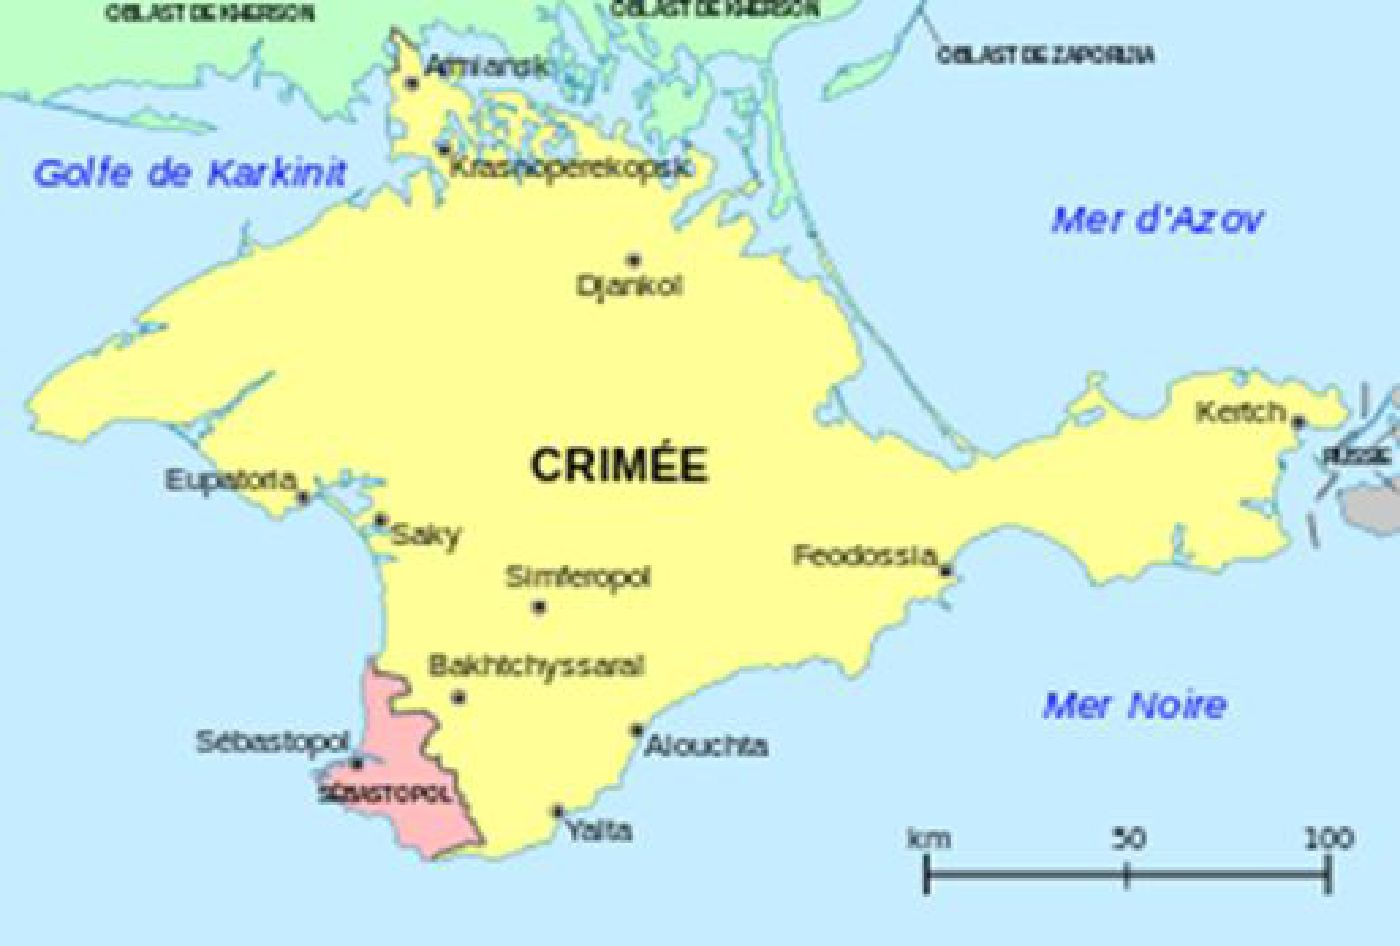 OBLAST DE KHERSON
OBLAST DE KHERSON
OBLAST DE ZAPORIJIA
Armiansk
Golfe de Karkinit
Krasnoperekopsk
Mer d'Azov
Djankoï
Kertch
RUSSIE
CRIMÉE
Eupatoria
Saky
Feodossia
Simferopol
Bakhtchyssaraï
Mer Noire
Sébastopol
Alouchta
SÉBASTOPOL
Yalta
km 50 100